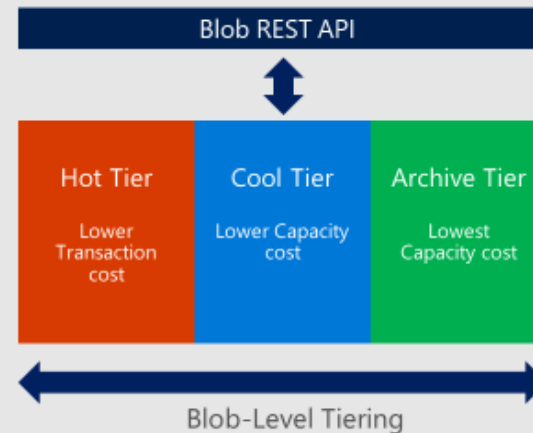 Blob REST API
Hot Tier
Lower
Transaction
cost
Cool Tier
Lower Capacity
cost
Archive Tier
Lowest
Capacity cost
Blob-Level Tiering